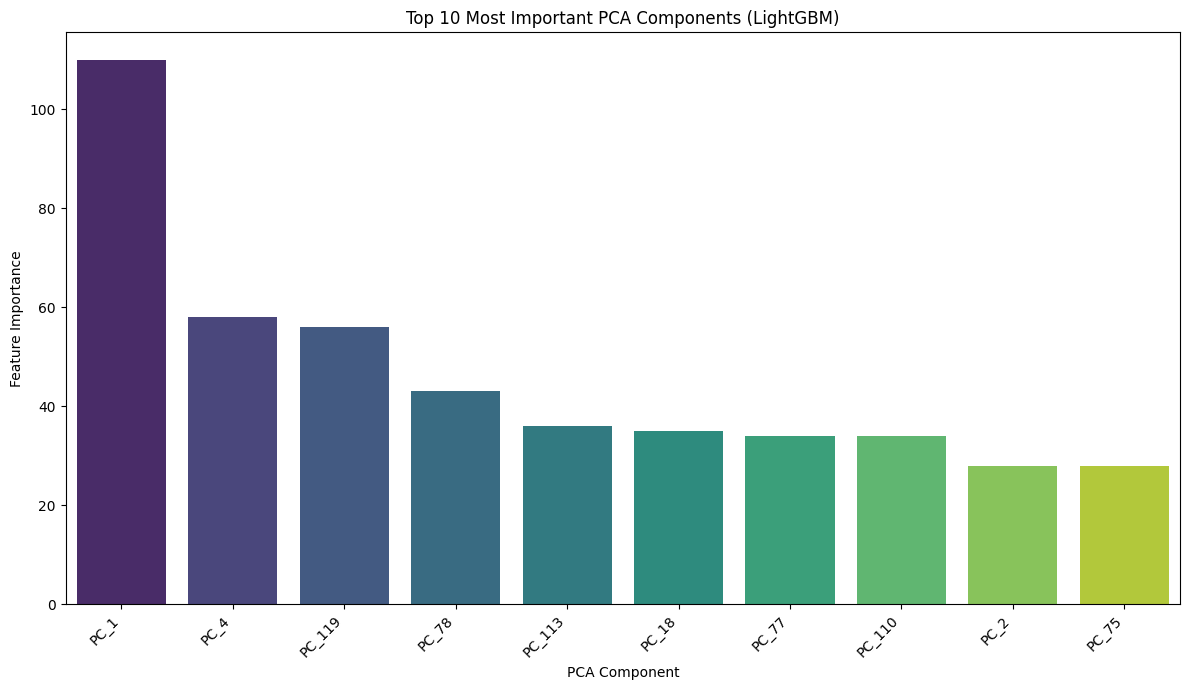 Top 10 Most Important PCA Components (LightGBM)
Feature Importance
100
80
60
40
20
0
PC_1
PC_4
PC_119
PC_78
PC_113
PC_18
PC_77
PC_110
PC_2
PC_75
PCA Component